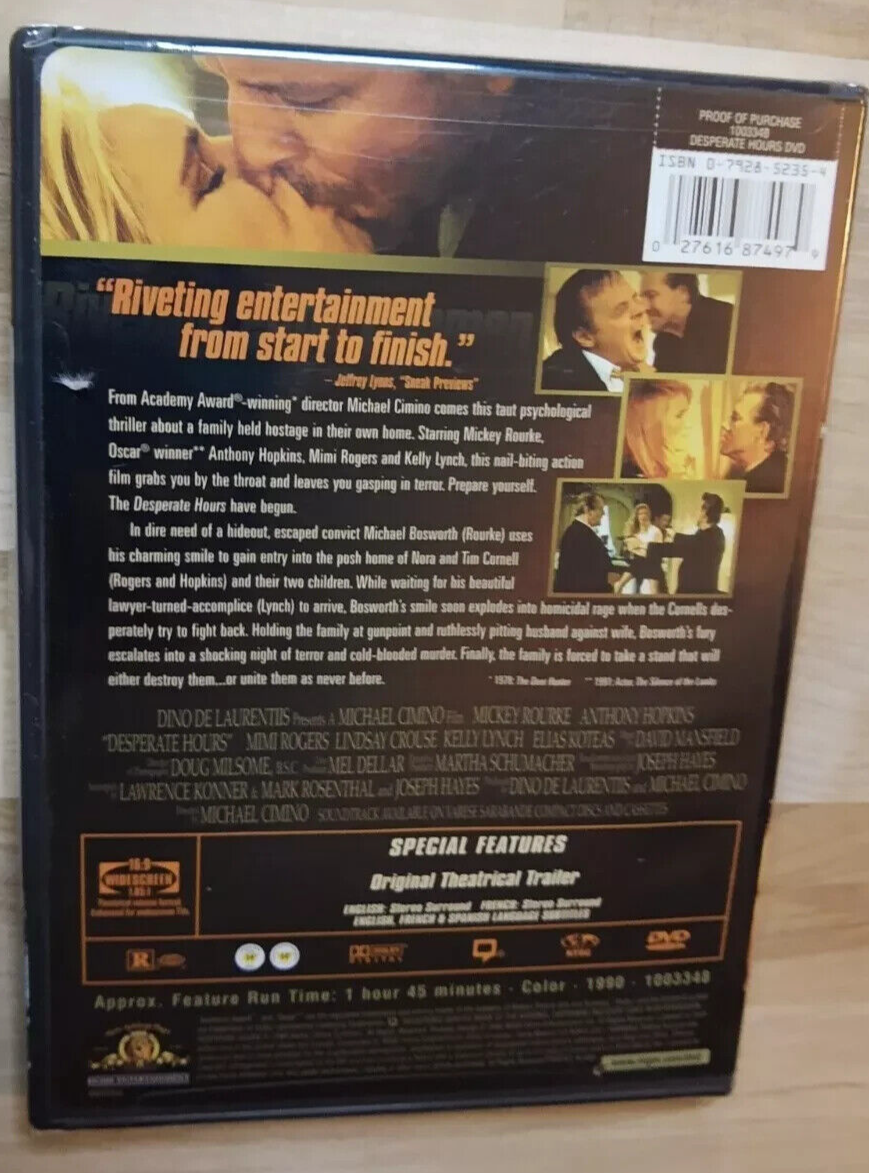 PROOF OF PURCHASE
1003348
DESPERATE HOURS DVD
ISBN 0-7928-5235-4
0 27616 87497 9
“Riveting entertainment
from start to finish.”
– Jeffrey Lyons, “Sneak Previews”
From Academy Award®-winning* director Michael Cimino comes this taut psychological
thriller about a family held hostage in their own home. Starring Mickey Rourke,
Oscar® winner** Anthony Hopkins, Mimi Rogers and Kelly Lynch, this nail-biting action
film grabs you by the throat and leaves you gasping in terror. Prepare yourself.
The Desperate Hours have begun.
In dire need of a hideout, escaped convict Michael Bosworth (Rourke) uses
his charming smile to gain entry into the posh home of Nora and Tim Cornell
(Rogers and Hopkins) and their two children. While waiting for his beautiful
lawyer-turned-accomplice (Lynch) to arrive, Bosworth's smile soon explodes into homicidal rage when the Cornells des-
perately try to fight back. Holding the family at gunpoint and ruthlessly pitting husband against wife, Bosworth's fury
escalates into a shocking night of terror and cold-blooded murder. Finally, the family is forced to take a stand that will
either destroy them...or unite them as never before.
* 1978: The Deer Hunter ** 1991: Actor, The Silence of the Lambs
DINO DE LAURENTIIS Presents A MICHAEL CIMINO Film MICKEY ROURKE ANTHONY HOPKINS
“DESPERATE HOURS” MIMI ROGERS LINDSAY CROUSE KELLY LYNCH ELIAS KOTEAS DAVID MANSFIELD
DOUG MILSOME, B.S.C. MEL DELLAR MARTHA SCHUMACHER JOSEPH HAYES
LAWRENCE KONNER & MARK ROSENTHAL and JOSEPH HAYES DINO DE LAURENTIIS and MICHAEL CIMINO
MICHAEL CIMINO SOUNDTRACK AVAILABLE ON VARESE SARABANDE COMPACT DISCS AND CASSETTES
SPECIAL FEATURES
Original Theatrical Trailer
ENGLISH: Stereo Surround FRENCH: Stereo Surround
ENGLISH, FRENCH & SPANISH LANGUAGE SUBTITLES
16:9
WIDESCREEN
1.85:1
R
DOLBY
DIGITAL
NTSC
DVD
Approx. Feature Run Time: 1 hour 45 minutes · Color · 1990 · 1003348
HOME ENTERTAINMENT